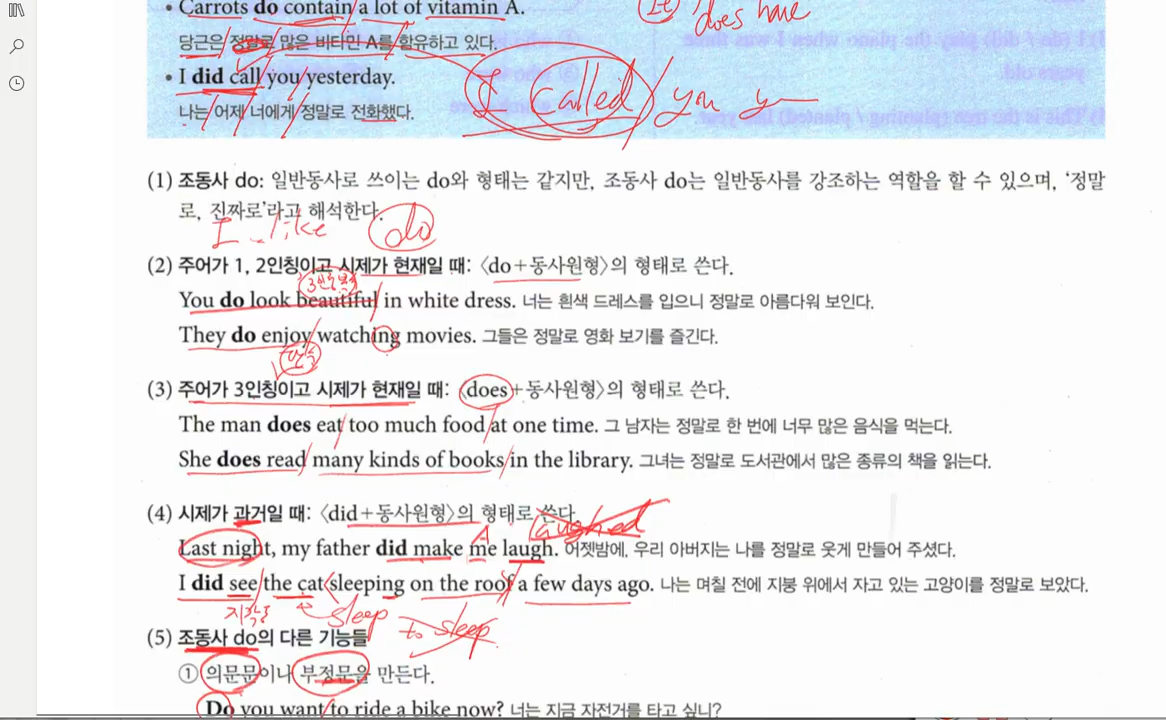 • Carrots do contain a lot of vitamin A.
당근은 정말로 많은 비타민 A를 함유하고 있다.
does have
• I did call you yesterday.
called you y
나는 어제 너에게 정말로 전화했다.
(1) 조동사 do: 일반동사로 쓰이는 do와 형태는 같지만, 조동사 do는 일반동사를 강조하는 역할을 할 수 있으며, ‘정말
로, 진짜로’라고 해석한다.
I like do
(2) 주어가 1, 2인칭이고 시제가 현재일 때: 〈do+동사원형〉의 형태로 쓴다.
You do look beautiful in white dress. 너는 흰색 드레스를 입으니 정말로 아름다워 보인다.
They do enjoy watching movies. 그들은 정말로 영화 보기를 즐긴다.
단수
(3) 주어가 3인칭이고 시제가 현재일 때: 〈does+동사원형〉의 형태로 쓴다.
The man does eat too much food at one time. 그 남자는 정말로 한 번에 너무 많은 음식을 먹는다.
She does read many kinds of books in the library. 그녀는 정말로 도서관에서 많은 종류의 책을 읽는다.
(4) 시제가 과거일 때: 〈did+동사원형〉의 형태로 쓴다.
laughed
Last night, my father did make me laugh. 어젯밤에, 우리 아버지는 나를 정말로 웃게 만들어 주셨다.
I did see the cat sleeping on the roof a few days ago. 나는 며칠 전에 지붕 위에서 자고 있는 고양이를 정말로 보았다.
지각동 sleep to sleep
(5) 조동사 do의 다른 기능들
① 의문문이나 부정문을 만든다.
Do you want to ride a bike now? 너는 지금 자전거를 타고 싶니?